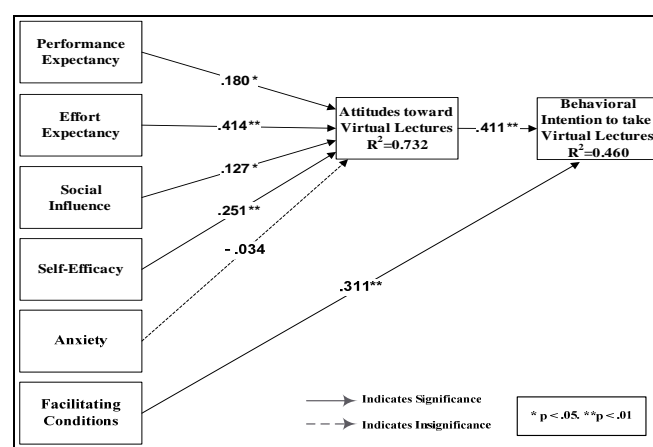 Performance
Expectancy
.180 *
Effort
Expectancy
.414 **
Attitudes toward
Virtual Lectures
R²=0.732
.411 **
Behavioral
Intention to take
Virtual Lectures
R²=0.460
Social
Influence
.127 *
.251 **
Self-Efficacy
- .034
.311**
Anxiety
Facilitating
Conditions
Indicates Significance
Indicates Insignificance
* p < .05. **p < .01